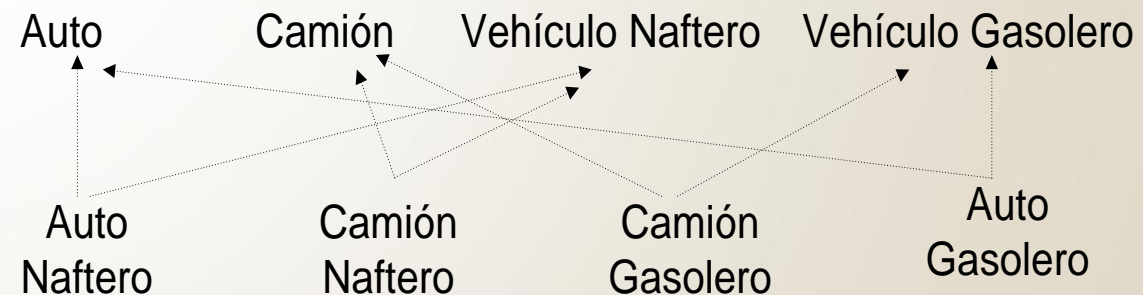 Auto Camión Vehículo Naftero Vehículo Gasolero
Auto
Naftero
Camión
Naftero
Camión
Gasolero
Auto
Gasolero